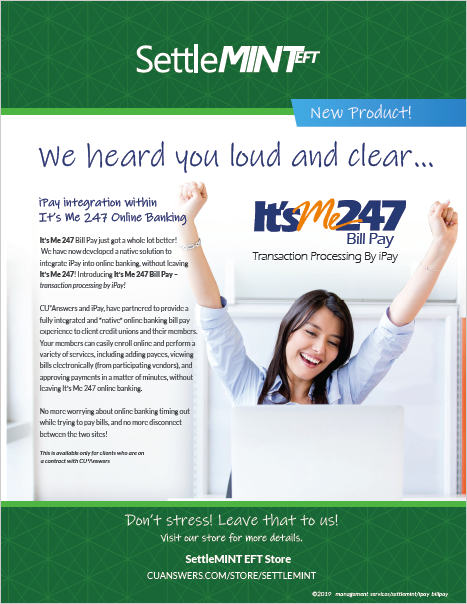 SettleMINT EFT
New Product!
We heard you loud and clear...
iPay integration within
It's Me 247 Online Banking
It's Me 247 Bill Pay just got a whole lot better!
We have now developed a native solution to
integrate iPay into online banking, without leaving
It's Me 247! Introducing It's Me 247 Bill Pay –
transaction processing by iPay!
It'sMe247
Bill Pay
Transaction Processing By iPay
CU*Answers and iPay, have partnered to provide a
fully integrated and "native" online banking bill pay
experience to client credit unions and their members.
Your members can easily enroll online and perform a
variety of services, including adding payees, viewing
bills electronically (from participating vendors), and
approving payments in a matter of minutes, without
leaving It's Me 247 online banking.
No more worrying about online banking timing out
while trying to pay bills, and no more disconnect
between the two sites!
This is available only for clients who are on
a contract with CU*Answers
Don't stress! Leave that to us!
Visit our store for more details.
SettleMINT EFT Store
CUANSWERS.COM/STORE/SETTLEMINT
©2019 management services/settlemint/ipay billpay